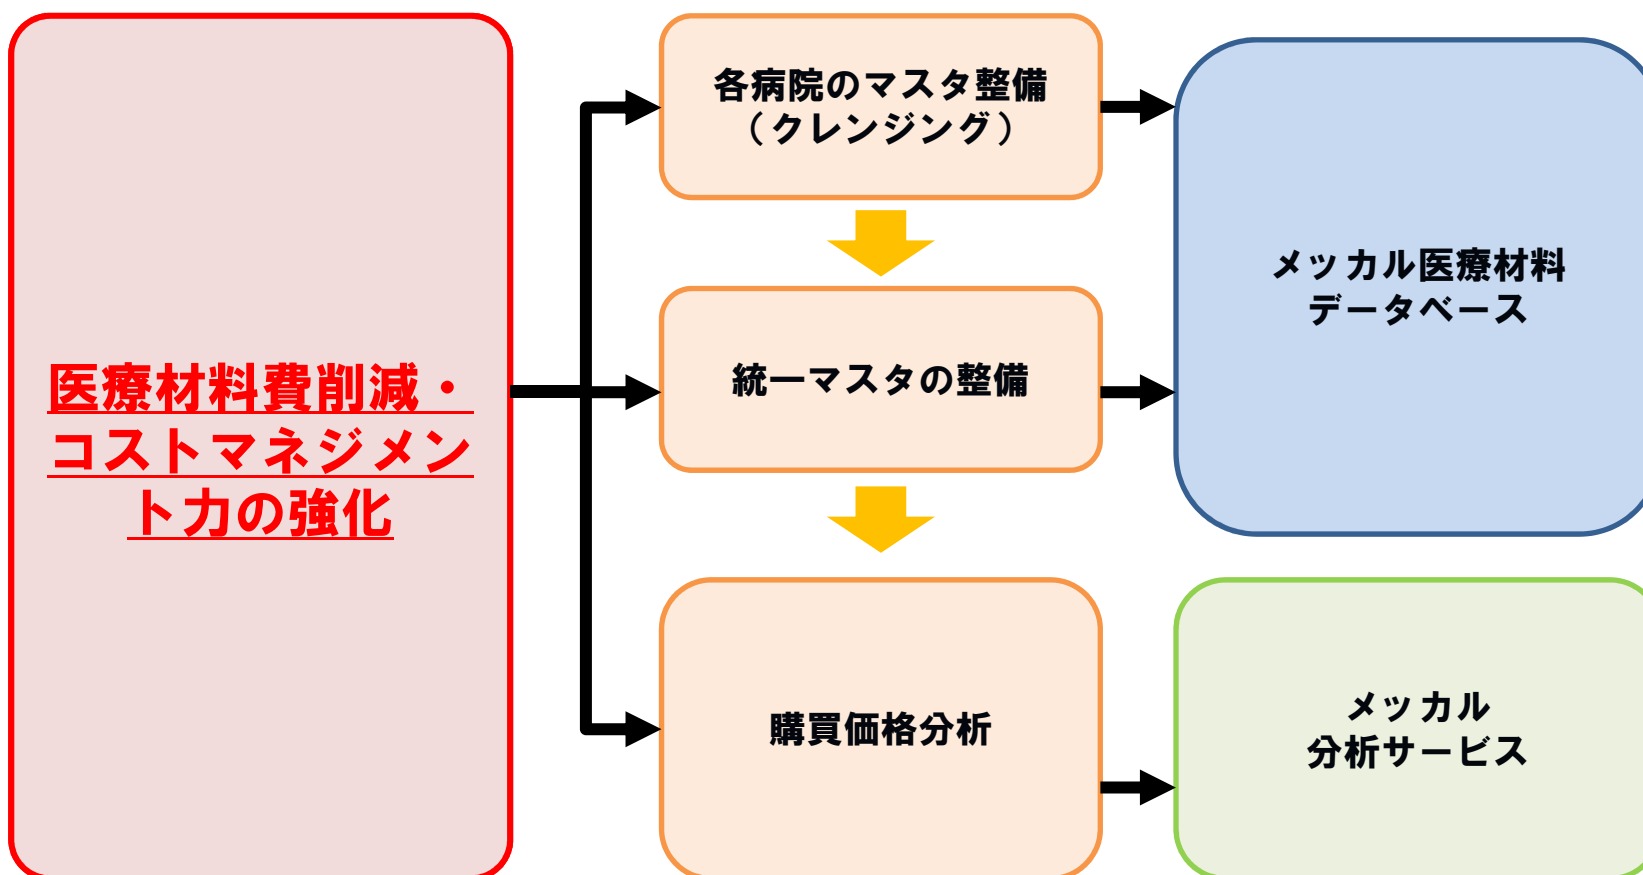 医療材料費削減・
コストマネジメン
ト力の強化
各病院のマスタ整備
（クレンジング）
統一マスタの整備
購買価格分析
メッカル医療材料
データベース
メッカル
分析サービス